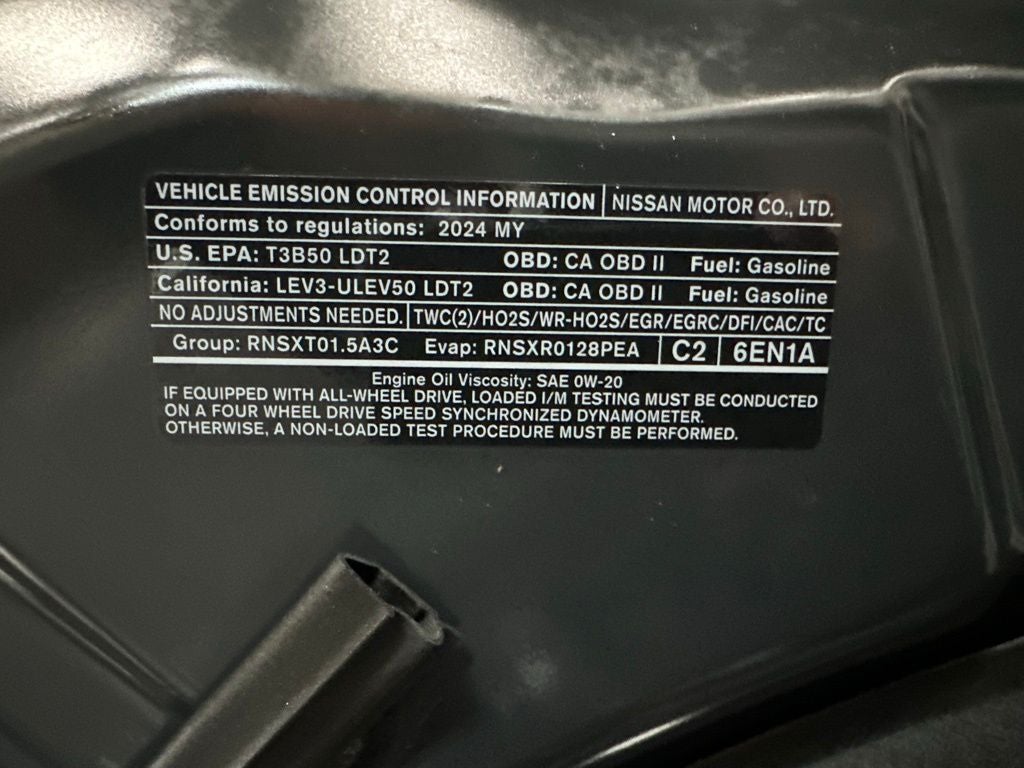 VEHICLE EMISSION CONTROL INFORMATION NISSAN MOTOR CO., LTD.
Conforms to regulations: 2024 MY
U.S. EPA: T3B50 LDT2 OBD: CA OBD II Fuel: Gasoline
California: LEV3-ULEV50 LDT2 OBD: CA OBD II Fuel: Gasoline
NO ADJUSTMENTS NEEDED. TWC(2)/HO2S/WR-HO2S/EGR/EGRC/DFI/CAC/TC
Group: RNSXT01.5A3C Evap: RNSXR0128PEA C2 6EN1A
Engine Oil Viscosity: SAE 0W-20
IF EQUIPPED WITH ALL-WHEEL DRIVE, LOADED I/M TESTING MUST BE CONDUCTED
ON A FOUR WHEEL DRIVE SPEED SYNCHRONIZED DYNAMOMETER.
OTHERWISE, A NON-LOADED TEST PROCEDURE MUST BE PERFORMED.